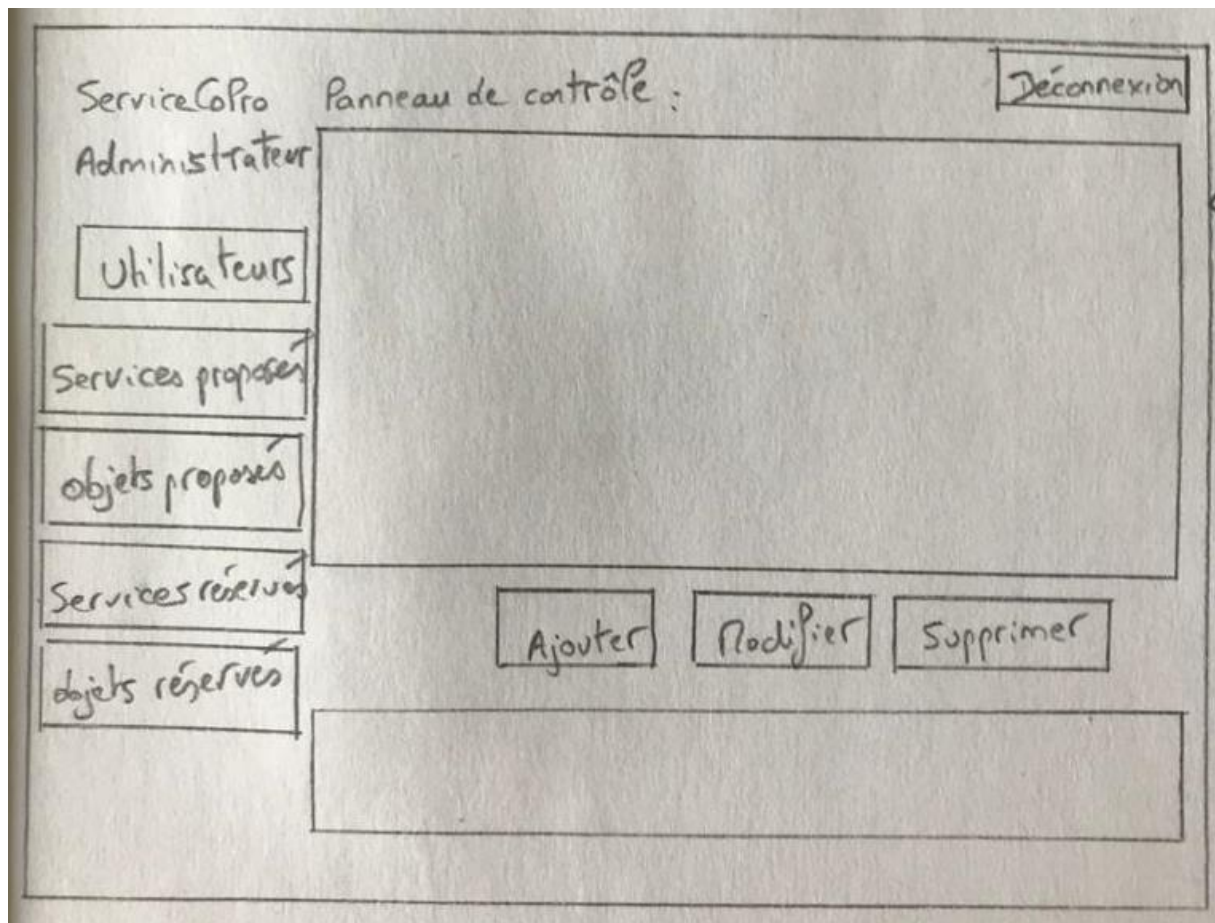 ServiceCoPro
Administrateur
Panneau de contrôle :
Déconnexion
Utilisateurs
Services proposés
objets proposés
Services réservés
objets réservés
Ajouter
Modifier
Supprimer